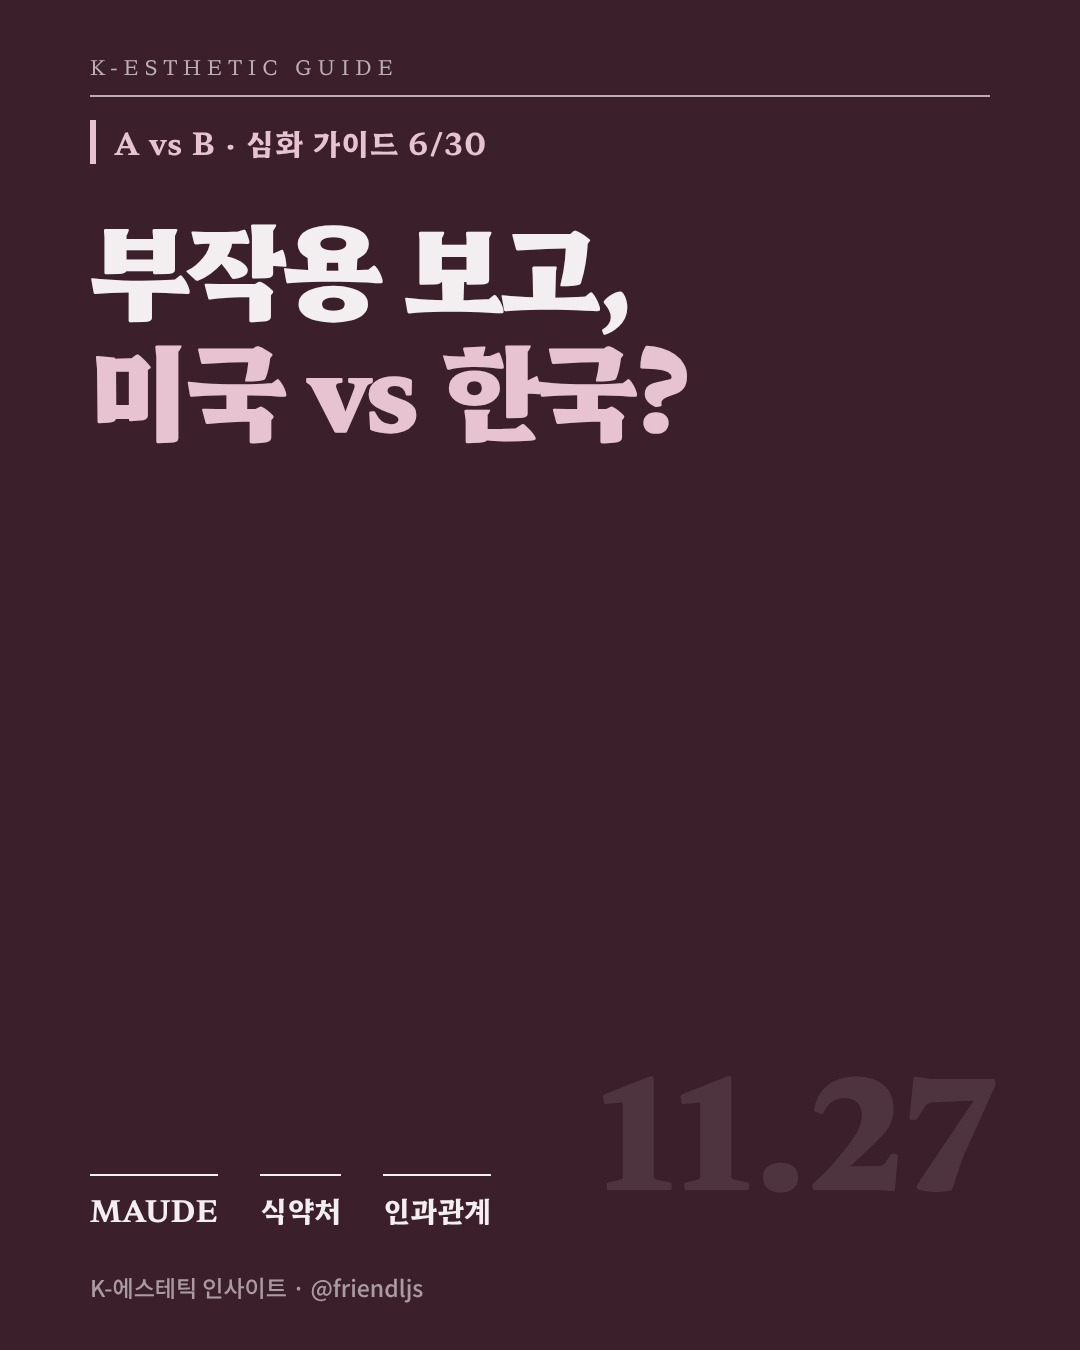 K-ESTHETIC GUIDE
A vs B · 심화 가이드 6/30
부작용 보고,
미국 vs 한국?
11.27
MAUDE 식약처 인과관계
K-에스테틱 인사이트 · @friendljs